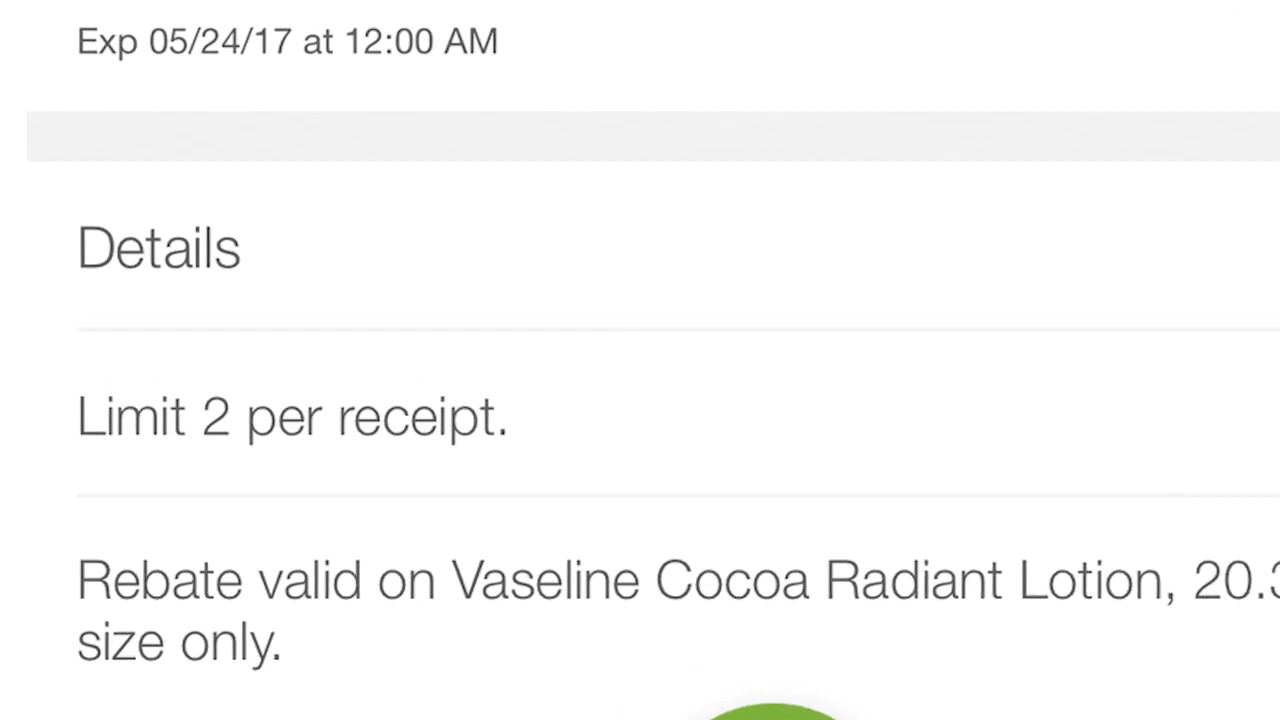 Exp 05/24/17 at 12:00 AM
Details
Limit 2 per receipt.
Rebate valid on Vaseline Cocoa Radiant Lotion,
size only.